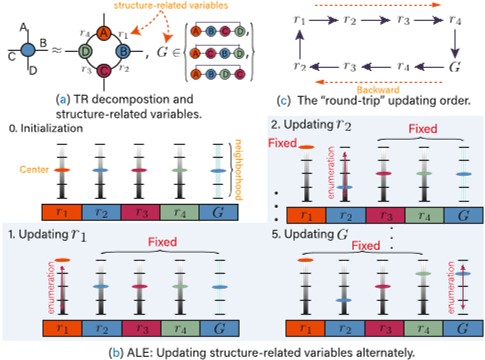 structure-related variables
A
C B
D
≈
r4 A r1
D B
r3 C r2
, G ∈ {
A B C D ,
A C B D ,
A B D C
}
(a) TR decompostion and
structure-related variables.
r1 → r2 → r3 → r4
r2 ← r3 ← r4 ← G
Backward
(c) The "round-trip" updating order.
0. Initialization
Center
neighborhood
r1 r2 r3 r4 G
2. Updating r2
Fixed
Fixed
enumeration
r1 r2 r3 r4 G
1. Updating r1
Fixed
enumeration
r1 r2 r3 r4 G
5. Updating G
Fixed
enumeration
r1 r2 r3 r4 G
(b) ALE: Updating structure-related variables alternately.